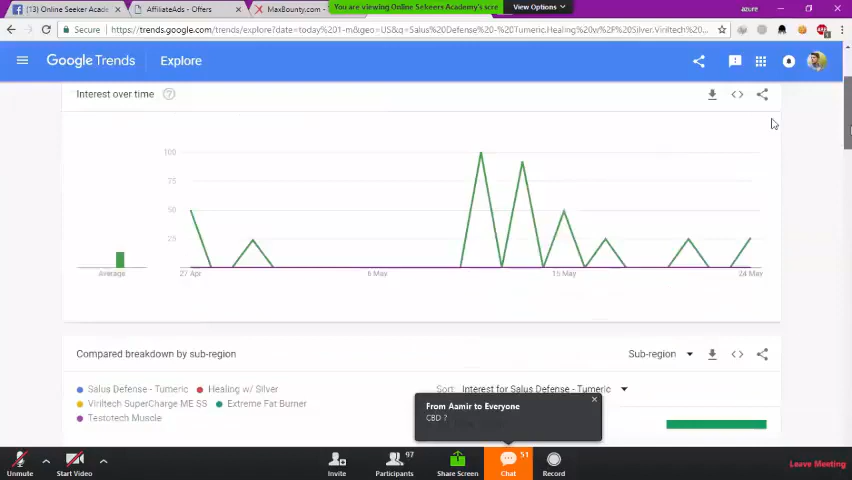 (13) Online Seeker Acad
AffiliateAds - Offers
MaxBounty.com -
You are viewing Online Sekeers Academy's scre
View Options
azure
Secure
https://trends.google.com/trends/explore?date=today%201-m&geo=US&q=Salus%20Defense%20-%20Tumeric,Healing%20w%2F%20Silver,Viriltech%20...
Google Trends
Explore
Interest over time
100
75
50
25
Average
27 Apr
6 May
15 May
24 May
Compared breakdown by sub-region
Sub-region
Salus Defense - Tumeric
Healing w/ Silver
Viriltech SuperCharge ME SS
Extreme Fat Burner
Testotech Muscle
Sort:
Interest for Salus Defense - Tumeric
From Aamir to Everyone
CBD ?
Unmute
Start Video
Invite
97
Participants
Share Screen
51
Chat
Record
Leave Meeting